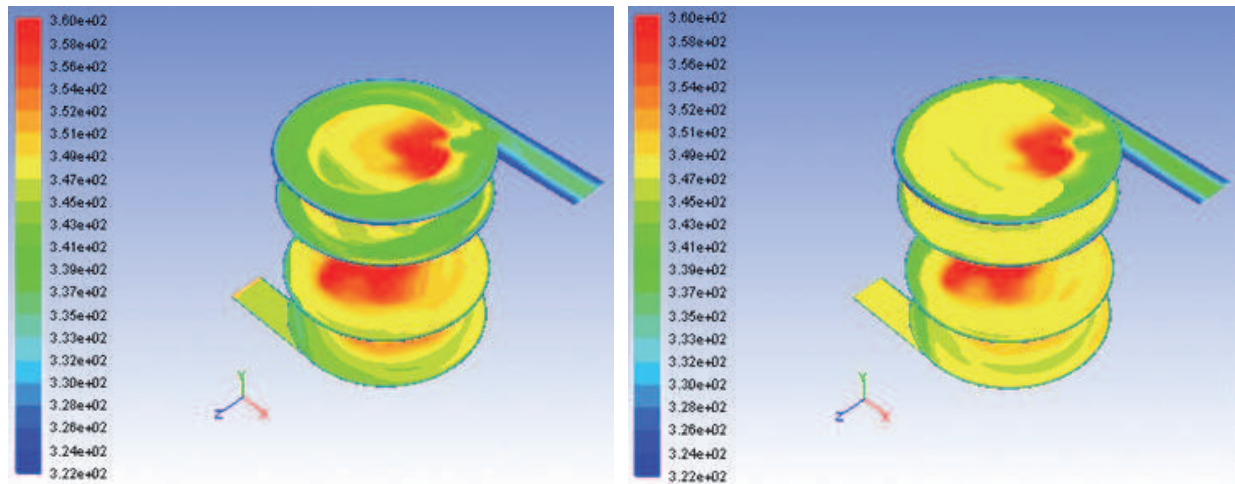 3.60e+02
3.58e+02
3.56e+02
3.54e+02
3.52e+02
3.51e+02
3.49e+02
3.47e+02
3.45e+02
3.43e+02
3.41e+02
3.39e+02
3.37e+02
3.35e+02
3.33e+02
3.32e+02
3.30e+02
3.28e+02
3.26e+02
3.24e+02
3.22e+02
Y
Z
X
3.60e+02
3.58e+02
3.56e+02
3.54e+02
3.52e+02
3.51e+02
3.49e+02
3.47e+02
3.45e+02
3.43e+02
3.41e+02
3.39e+02
3.37e+02
3.35e+02
3.33e+02
3.32e+02
3.30e+02
3.28e+02
3.26e+02
3.24e+02
3.22e+02
Y
Z
X